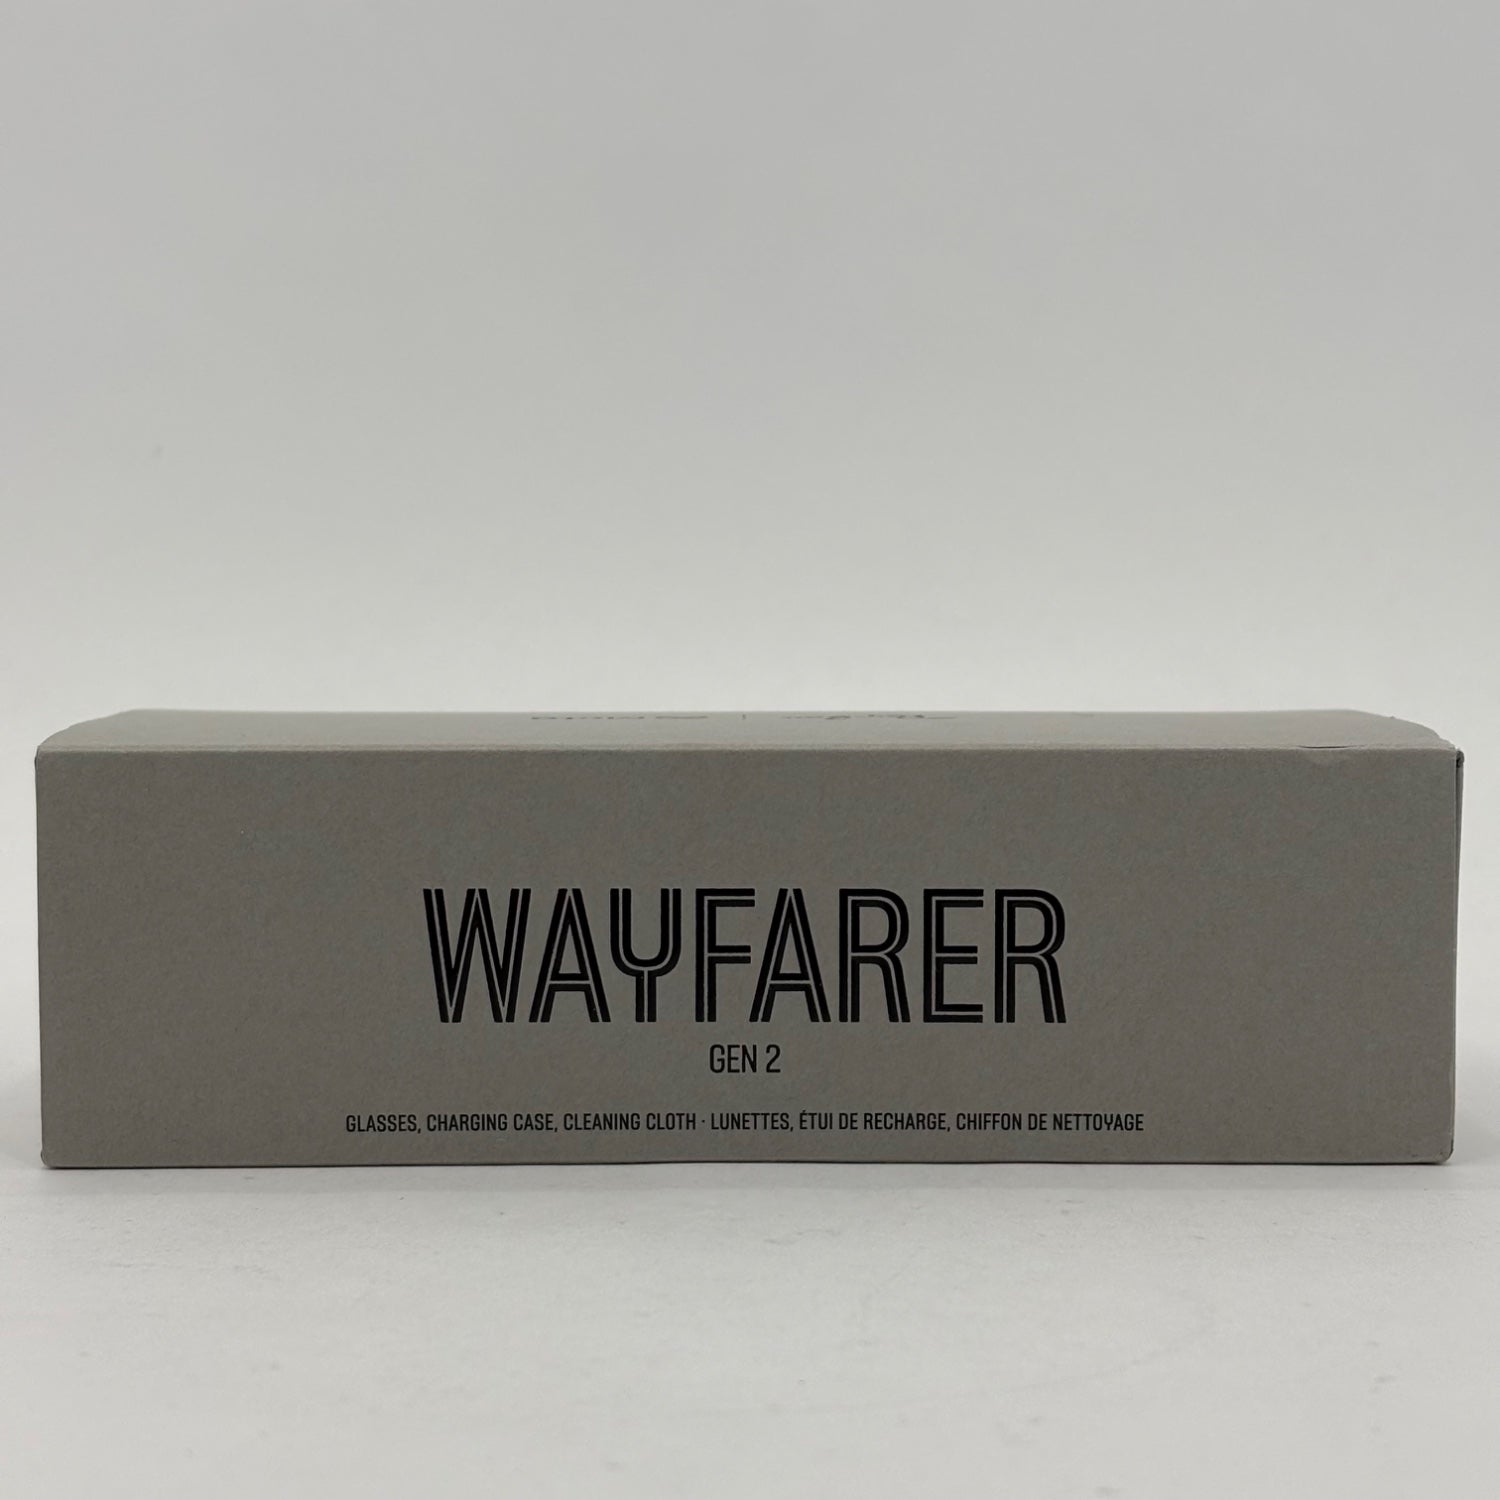 WAYFARER
GEN 2
GLASSES, CHARGING CASE, CLEANING CLOTH · LUNETTES, ÉTUI DE RECHARGE, CHIFFON DE NETTOYAGE